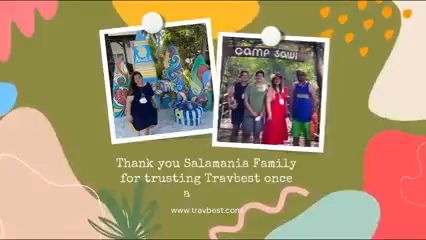 CAMP SAWI
Thank you Salamania Family
for trusting Travbest once
a
www.travbest.com